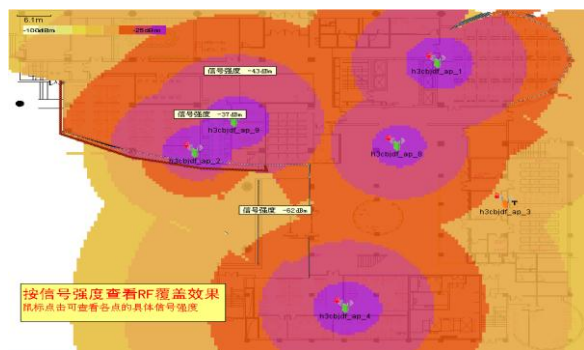 6.1m
-100dBm
-25dBm
h3cbjdf_ap_1
信号强度 -43dBm
信号强度 -37dBm
h3cbjdf_ap_9
h3cbjdf_ap_2
h3cbjdf_ap_8
h3cbjdf_ap_3
信号强度 -62dBm
按信号强度查看RF覆盖效果
鼠标点击可查看各点的具体信号强度
h3cbjdf_ap_4